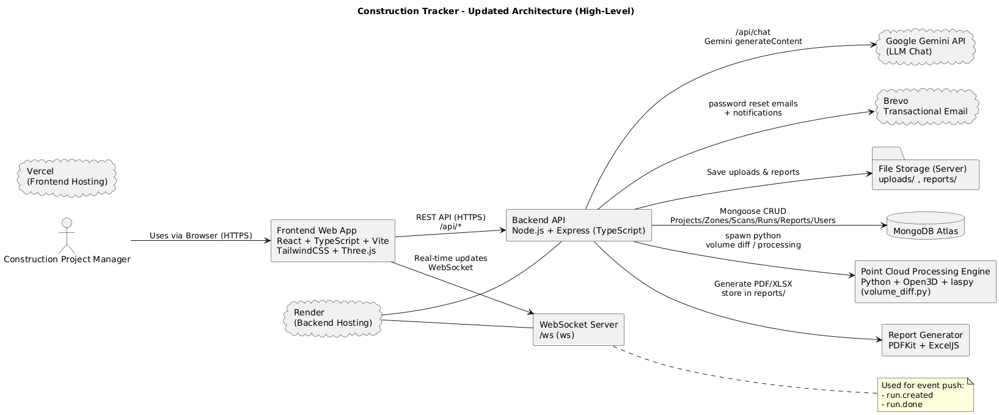 Construction Tracker - Updated Architecture (High-Level)
/api/chat
Gemini generateContent
Google Gemini API
(LLM Chat)
password reset emails
+ notifications
Brevo
Transactional Email
Vercel
(Frontend Hosting)
Save uploads & reports
File Storage (Server)
uploads/ , reports/
Construction Project Manager
Uses via Browser (HTTPS)
Frontend Web App
React + TypeScript + Vite
TailwindCSS + Three.js
REST API (HTTPS)
/api/*
Backend API
Node.js + Express (TypeScript)
Mongoose CRUD
Projects/Zones/Scans/Runs/Reports/Users
MongoDB Atlas
spawn python
volume diff / processing
Real-time updates
WebSocket
Point Cloud Processing Engine
Python + Open3D + laspy
(volume_diff.py)
Generate PDF/XLSX
store in reports/
Render
(Backend Hosting)
WebSocket Server
/ws (ws)
Report Generator
PDFKit + ExcelJS
Used for event push:
- run.created
- run.done